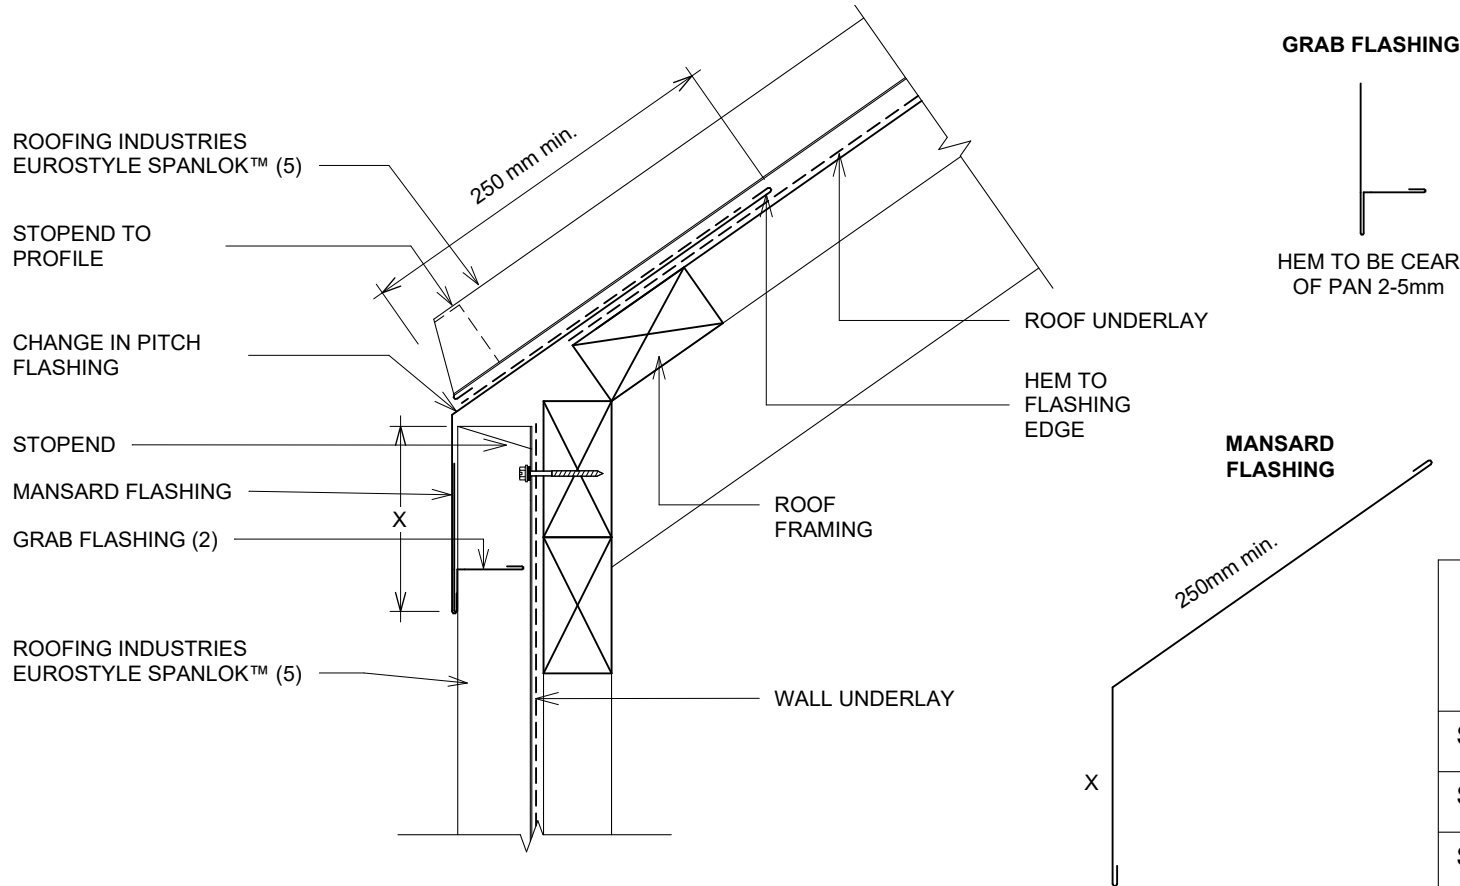 ROOFING INDUSTRIES
EUROSTYLE SPANLOK™ (5)
STOPEND TO
PROFILE
CHANGE IN PITCH
FLASHING
STOPEND
MANSARD FLASHING
GRAB FLASHING (2)
ROOFING INDUSTRIES
EUROSTYLE SPANLOK™ (5)
250 mm min.
X
ROOF UNDERLAY
HEM TO
FLASHING
EDGE
ROOF
FRAMING
WALL UNDERLAY
GRAB FLASHING
HEM TO BE CEAR
OF PAN 2-5mm
MANSARD
FLASHING
250mm min.
X
S
S
S